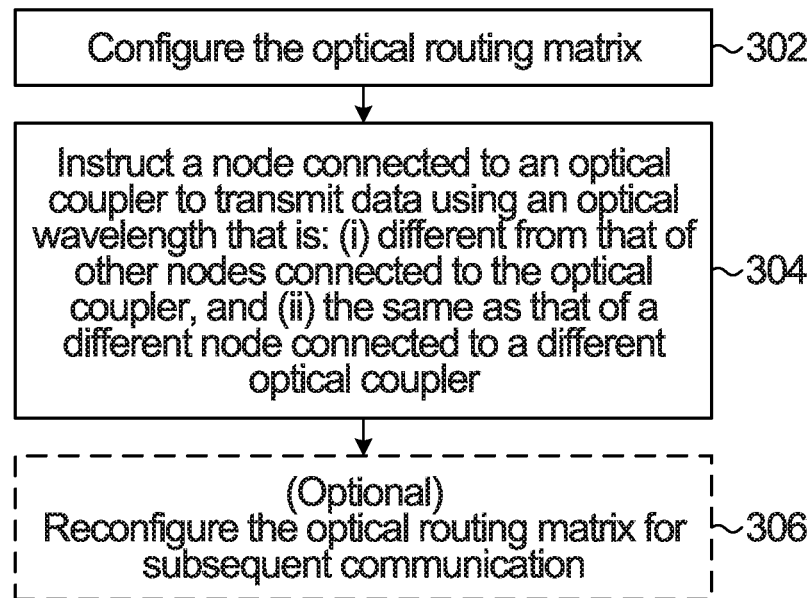 Configure the optical routing matrix
302
Instruct a node connected to an optical
coupler to transmit data using an optical
wavelength that is: (i) different from that of
other nodes connected to the optical
coupler, and (ii) the same as that of a
different node connected to a different
optical coupler
304
(Optional)
Reconfigure the optical routing matrix for
subsequent communication
306